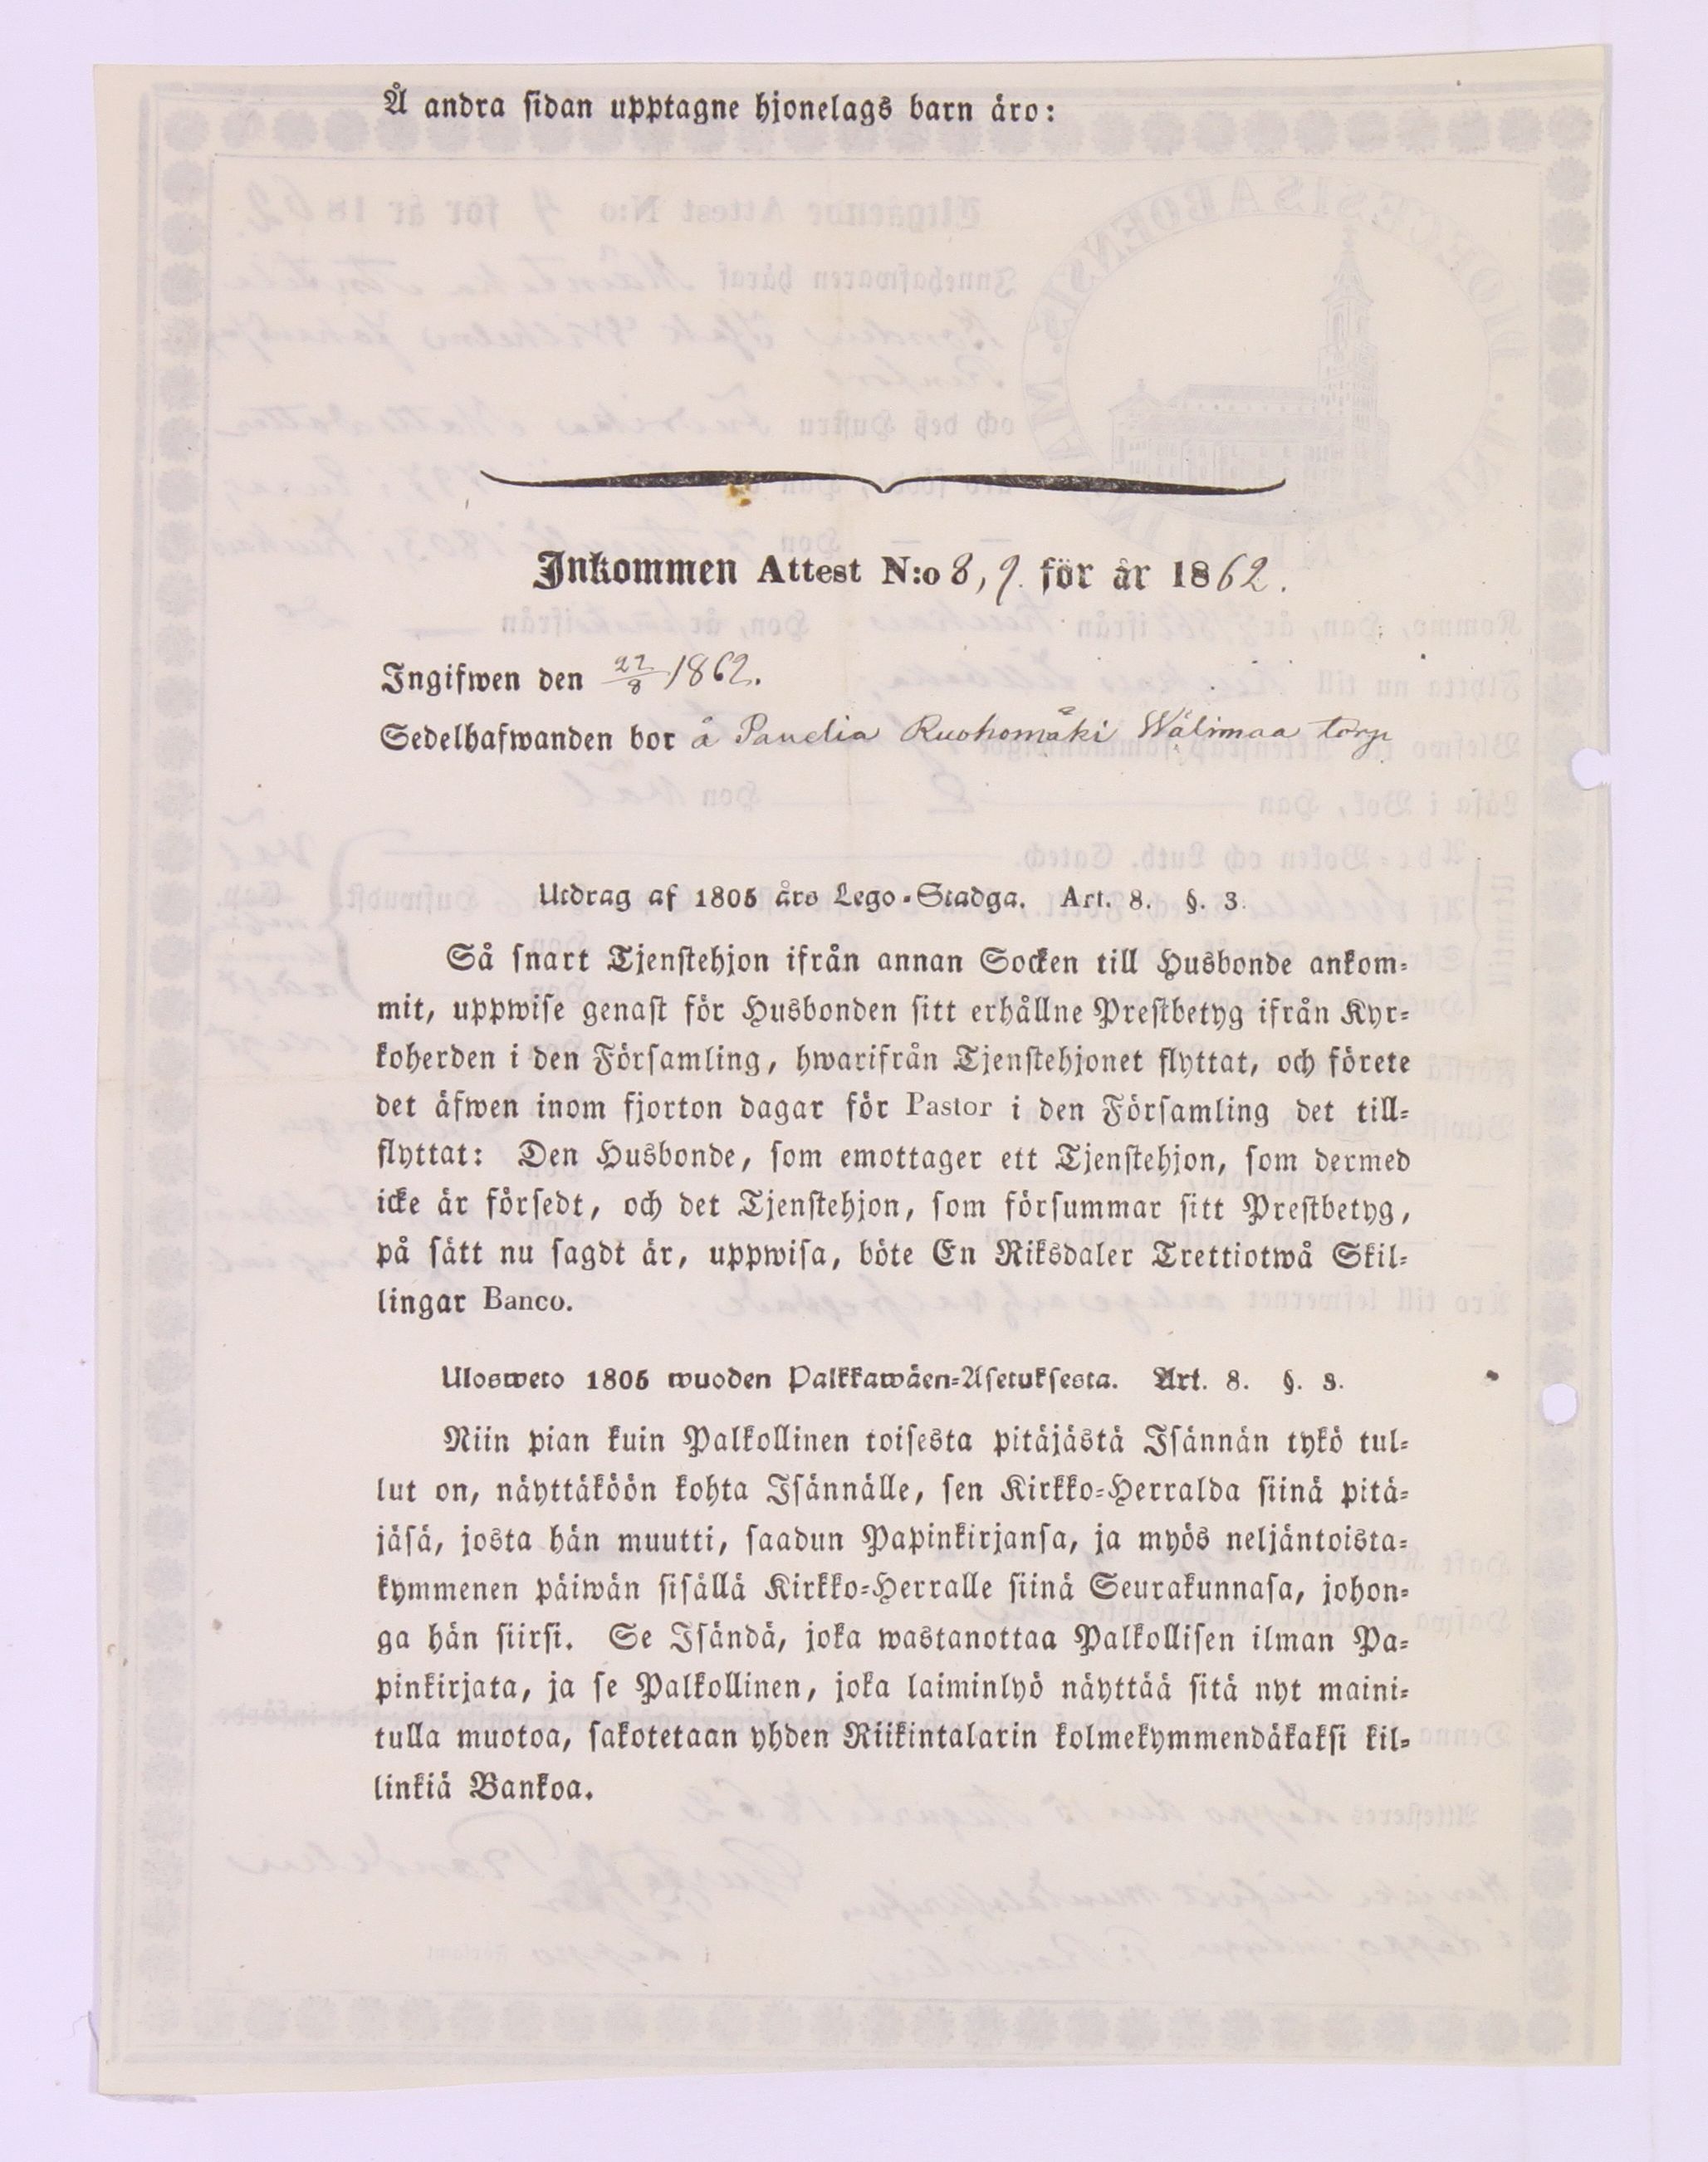 Å andra sidan upptagne hjonelags barn äro:
Inkommen Attest N:o 8, 9. för år 1862.
Ingifwen den 27/8 1862.
Sedelhafwanden bor å Panelia Ruohomäki Wälimaa torp
Utdrag af 1805 års Lego-Stadga. Art. 8. §. 3.
Så snart Tjenstehjon ifrån annan Socken till Husbonde ankom-
mit, uppwise genast för Husbonden sitt erhållne Prestbetyg ifrån Kyr-
koherden i den Församling, hwarifrån Tjenstehjonet flyttat, och förete
det äfwen inom fjorton dagar för Pastor i den Församling det till-
flyttat: Den Husbonde, som emottager ett Tjenstehjon, som dermed
icke är försedt, och det Tjenstehjon, som försummar sitt Prestbetyg,
på sätt nu sagdt är, uppwisa, böte En Riksdaler Trettiotwå Skil-
lingar Banco.
Ulosweto 1805 wuoden Palkkawäen-Asetuksesta. Art. 8. §. 3.
Niin pian kuin Palkollinen toisesta pitäjästä Isännän tykö tul-
lut on, näyttäköön kohta Isännälle, sen Kirkko-Herralda siinä pitä-
jäsä, josta hän muutti, saadun Papinkirjansa, ja myös neljäntoista-
kymmenen päiwän sisällä Kirkko-Herralle siinä Seurakunnasa, johon-
ga hän siirsi. Se Isändä, joka wastanottaa Palkollisen ilman Pa-
pinkirjata, ja se Palkollinen, joka laiminlyö näyttää sitä nyt maini-
tulla muotoa, sakotetaan yhden Riikintalarin kolmekymmendäkaksi kil-
linkiä Bankoa.